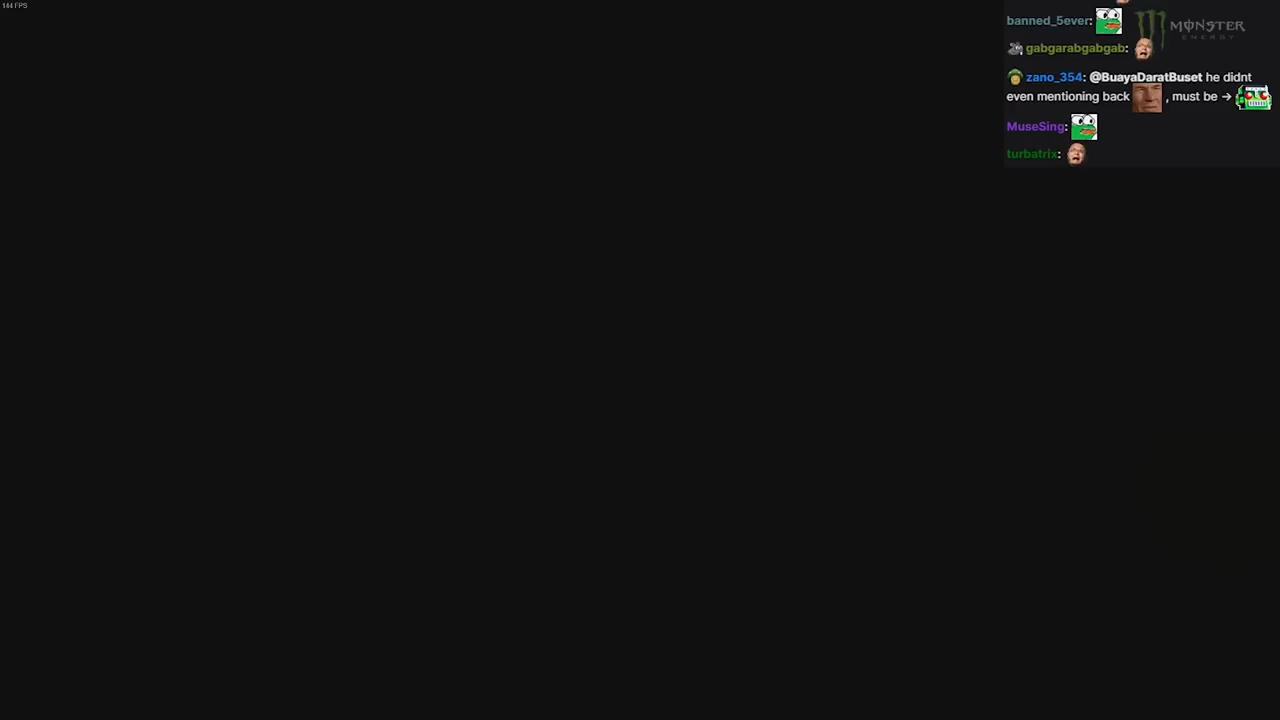 144 FPS
banned_5ever:
MONSTER
ENERGY
gabgarabgabgab:
zano_354: @BuayaDaratBuset he didnt
even mentioning back , must be →
MuseSing:
turbatrix: